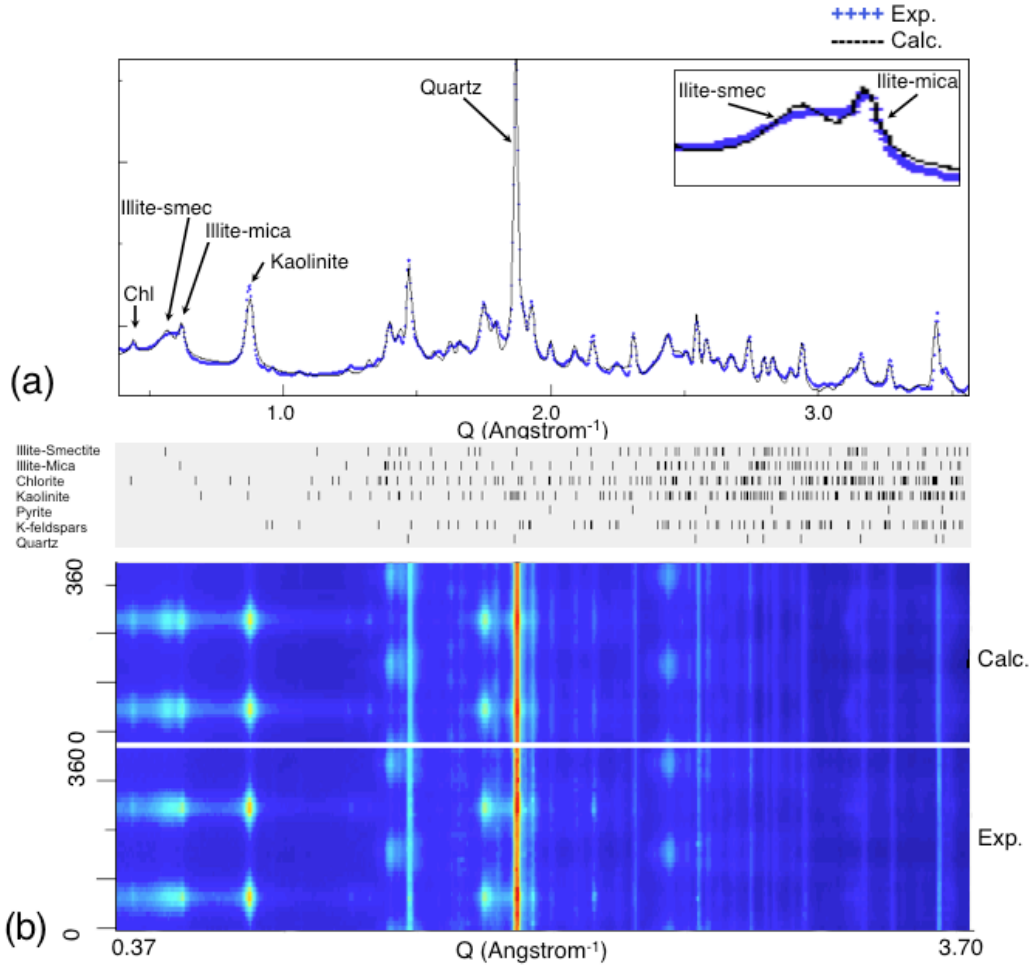 Exp.
Calc.
Quartz
Ilite-smec
Ilite-mica
Illite-smec
Illite-mica
Kaolinite
Chl
(a)
1.0 2.0 3.0
Q (Angstrom-1)
Illite-Smectite
Illite-Mica
Chlorite
Kaolinite
Pyrite
K-feldspars
Quartz
360
Calc.
0
360
Exp.
(b)
0
0.37 Q (Angstrom-1) 3.70